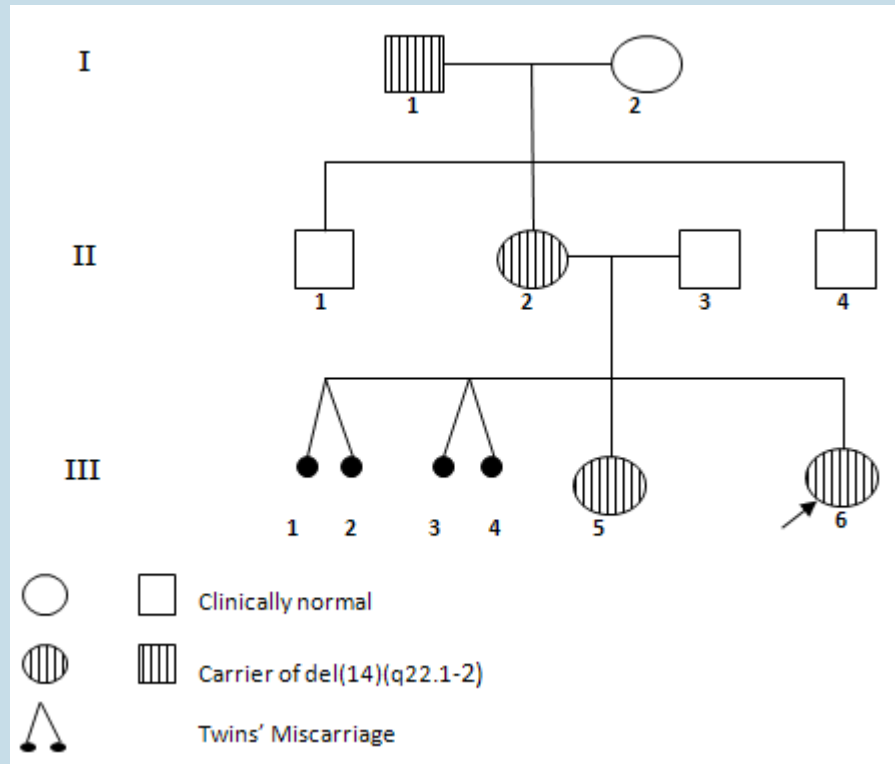 I
1 2
II
1 2 3 4
III
1 2 3 4 5 6
Clinically normal
Carrier of del(14)(q22.1-2)
Twins' Miscarriage